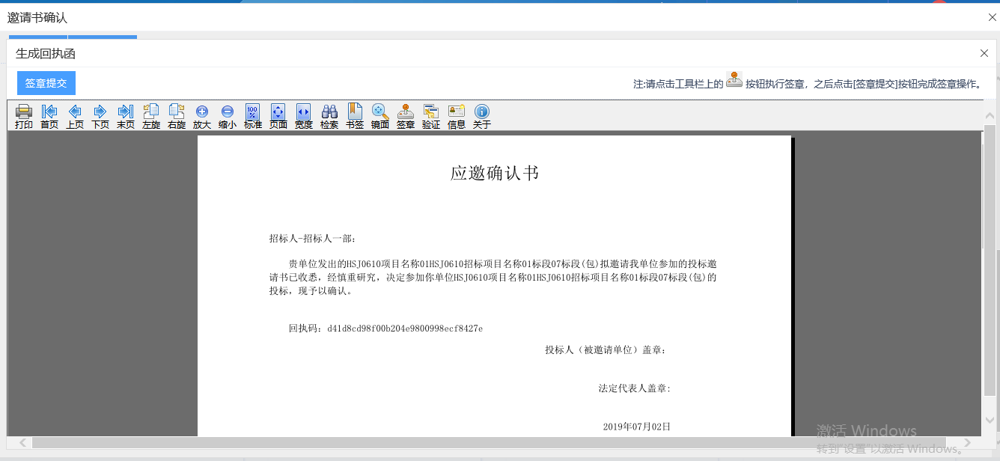 邀请书确认
生成回执函
签章提交
注:请点击工具栏上的 按钮执行签章，之后点击[签章提交]按钮完成签章操作。
100 %
打印 首页 上页 下页 末页 左旋 右旋 放大 缩小 标准 页面 宽度 检索 书签 镜面 签章 验证 信息 关于
应邀确认书
招标人-招标人一部：
贵单位发出的HSJ0610项目名称01HSJ0610招标项目名称01标段07标段(包)拟邀请我单位参加的投标邀
请书已收悉，经慎重研究，决定参加你单位HSJ0610项目名称01HSJ0610招标项目名称01标段07标段(包)的
投标，现予以确认。
回执码：d41d8cd98f00b204e9800998ecf8427e
投标人（被邀请单位）盖章：
法定代表人盖章：
2019年07月02日
激活 Windows
转到"设置"以激活 Windows。